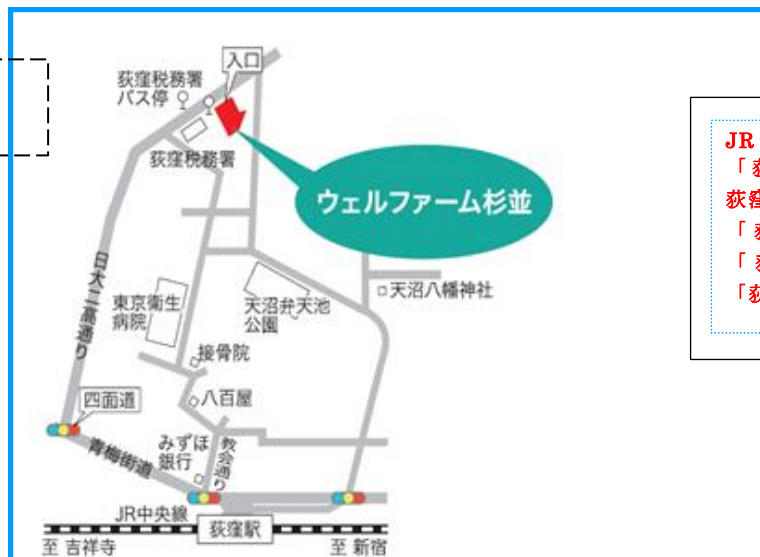 入口
荻窪税務署
バス停
荻窪税務署
ウェルファーム杉並
日大二高通り
東京衛生
病院
天沼弁天池
公園
天沼八幡神社
接骨院
八百屋
四面道
青梅街道
みずほ
銀行
教会通り
JR中央線
荻窪駅
至 吉祥寺
至 新宿
JR
「荻
荻窪
「荻
「荻
「荻